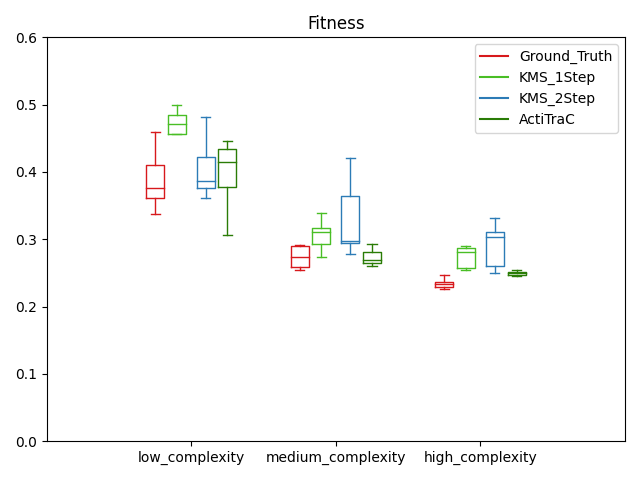 Fitness
0.6
0.5
0.4
0.3
0.2
0.1
0.0
Ground_Truth
KMS_1Step
KMS_2Step
ActiTraC
low_complexity
medium_complexity
high_complexity